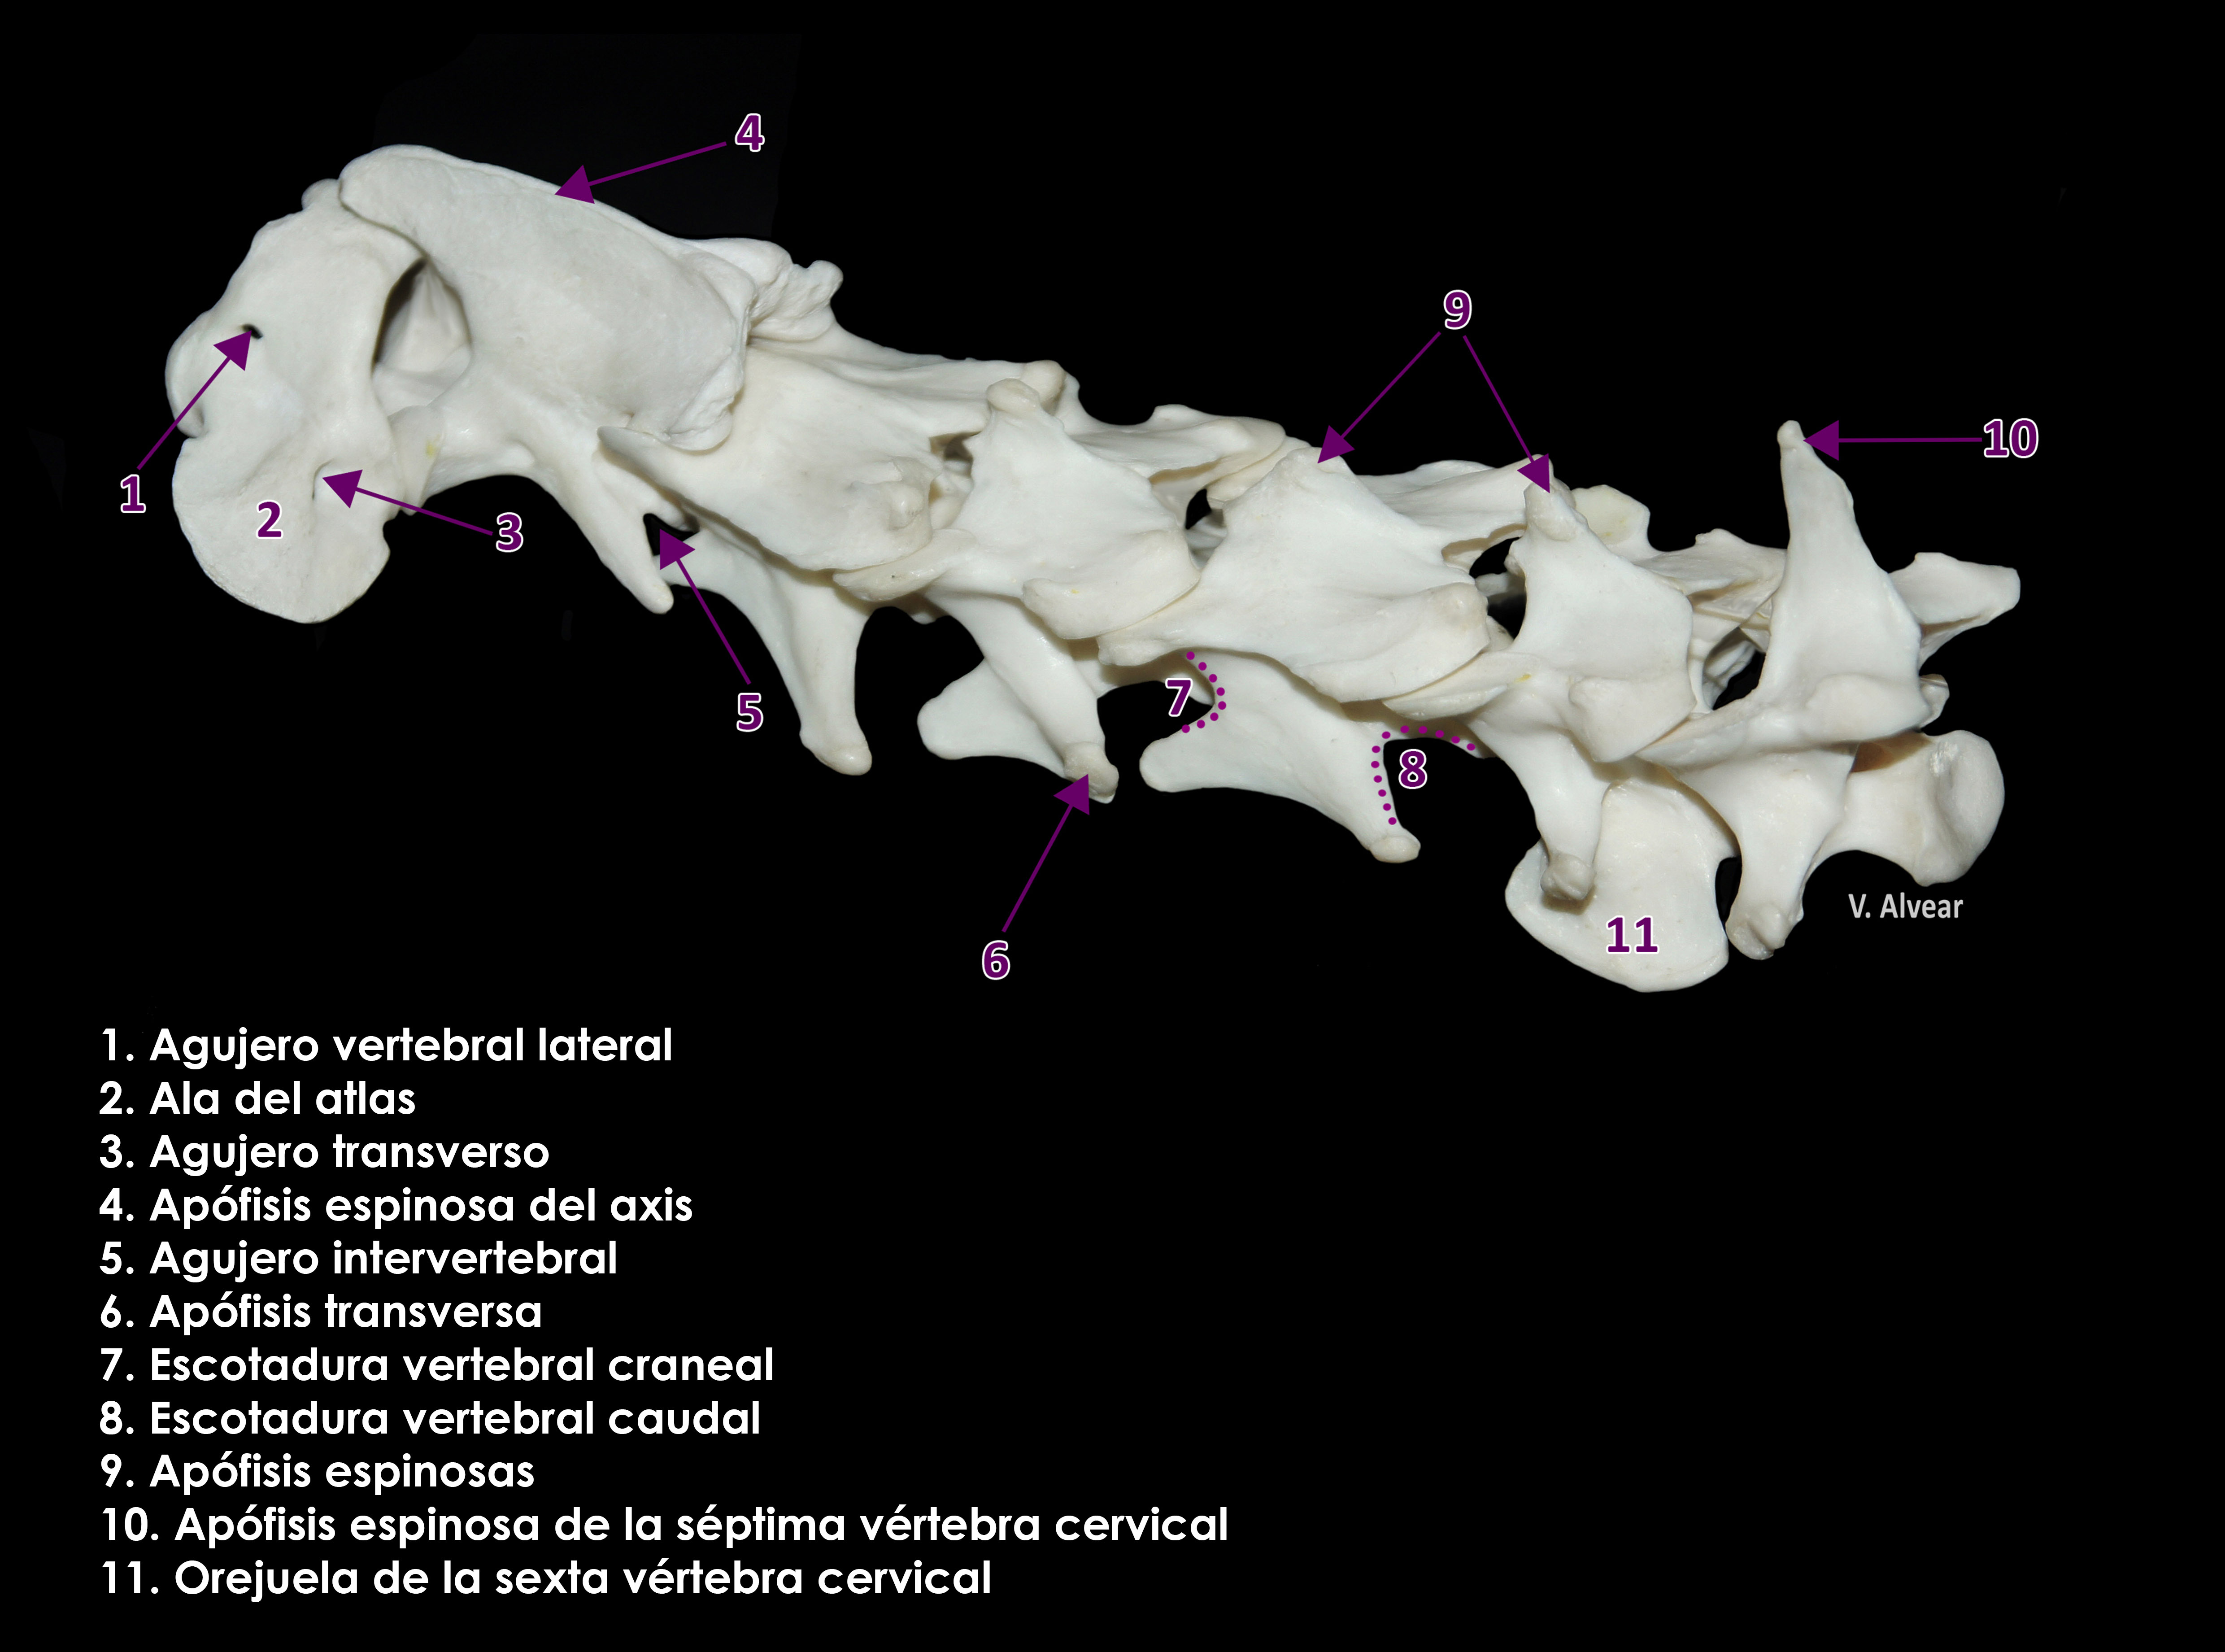 4
9
10
1
2
3
5
7
8
6
11
V. Alvear
1. Agujero vertebral lateral
2. Ala del atlas
3. Agujero transverso
4. Apófisis espinosa del axis
5. Agujero intervertebral
6. Apófisis transversa
7. Escotadura vertebral craneal
8. Escotadura vertebral caudal
9. Apófisis espinosas
10. Apófisis espinosa de la séptima vértebra cervical
11. Orejuela de la sexta vértebra cervical